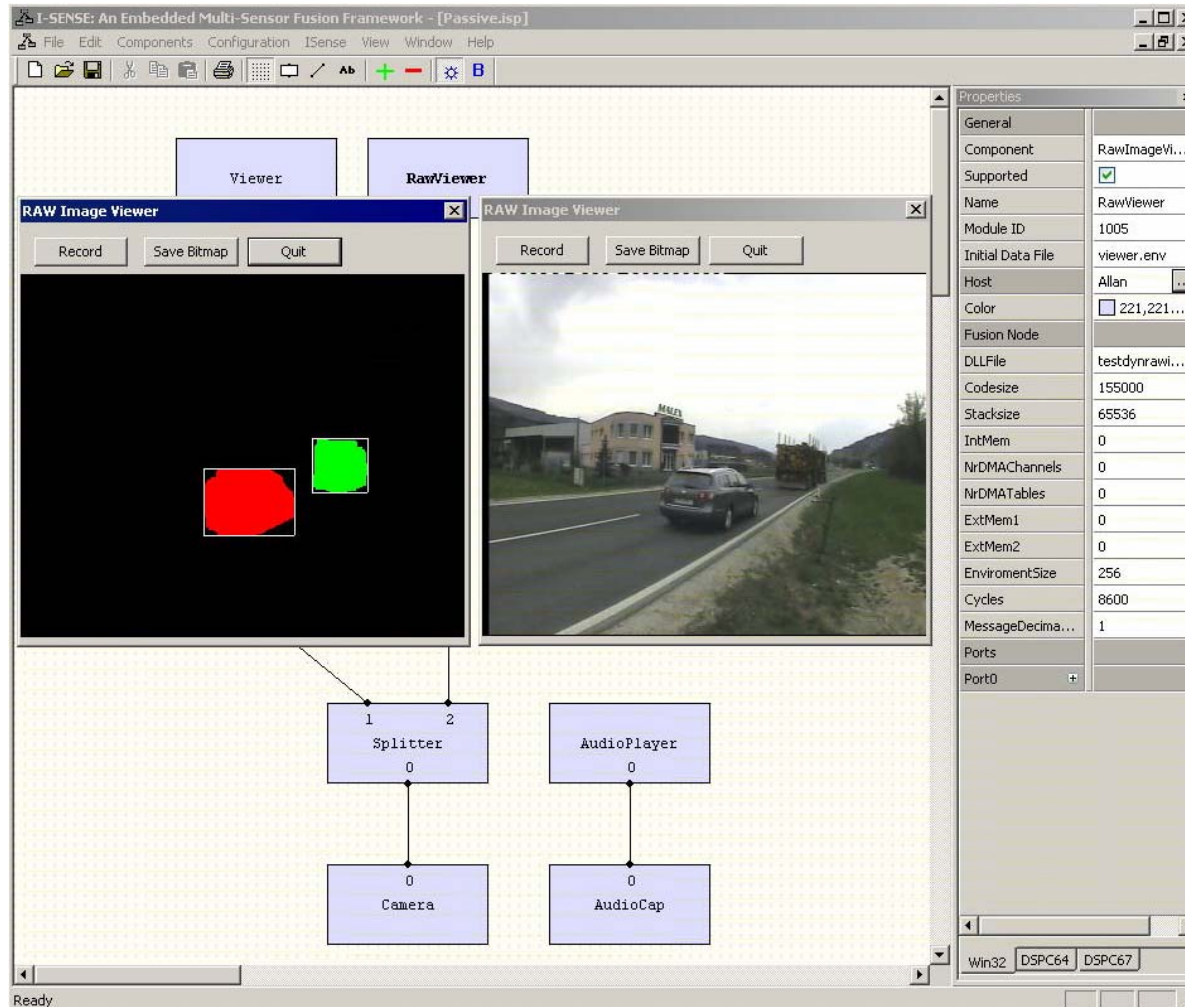 I-SENSE: An Embedded Multi-Sensor Fusion Framework - [Passive.isp]
File Edit Components Configuration ISense View Window Help
Ab B
Viewer
RawViewer
RAW Image Viewer
Record Save Bitmap Quit
RAW Image Viewer
Record Save Bitmap Quit
1 2
Splitter
0
AudioPlayer
0
0
Camera
0
AudioCap
Properties
General
Component RawImageVi...
Supported
Name RawViewer
Module ID 1005
Initial Data File viewer.env
Host Allan ...
Color 221,221...
Fusion Node
DLLFile testdynrawi...
Codesize 155000
Stacksize 65536
IntMem 0
NrDMAChannels 0
NrDMATables 0
ExtMem1 0
ExtMem2 0
EnviromentSize 256
Cycles 8600
MessageDecima... 1
Ports
Port0
Win32 DSPC64 DSPC67
Ready